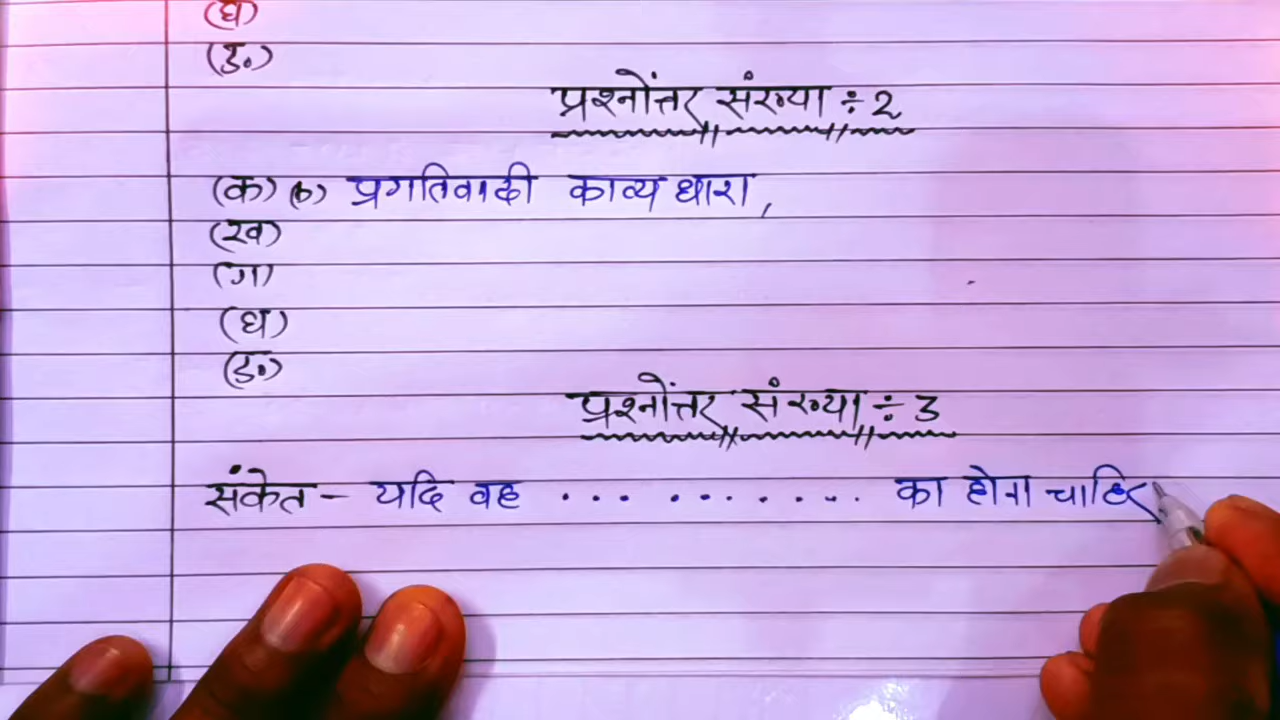 (घ)
(ङ)
प्रश्नोंत्तर संख्या ÷ 2
(क) (b) प्रगतिवादी काव्य धारा,
(ख)
(ग)
(घ)
(ङ)
प्रश्नोंत्तर संख्या ÷ 3
संकेत - यदि वह ... ........ का होना